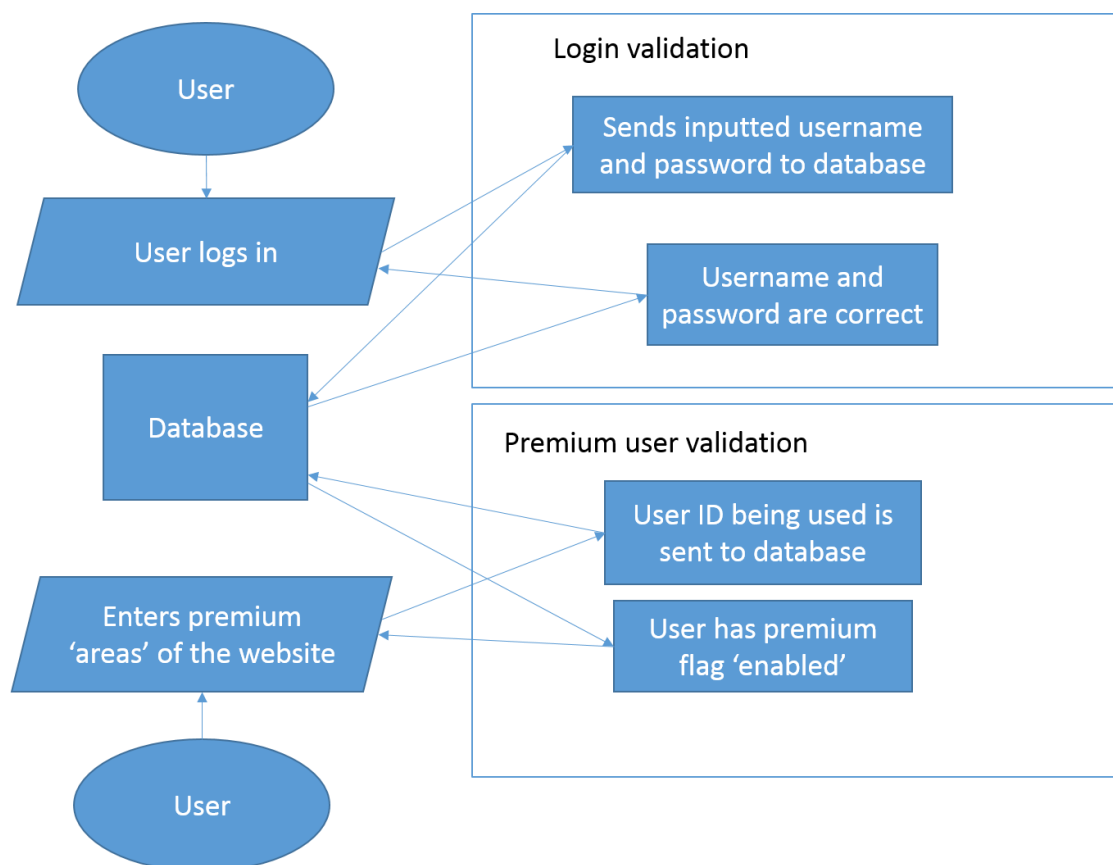 User
Login validation
Sends inputted username
and password to database
User logs in
Username and
password are correct
Database
Premium user validation
User ID being used is
sent to database
Enters premium
‘areas’ of the website
User has premium
flag ‘enabled’
User